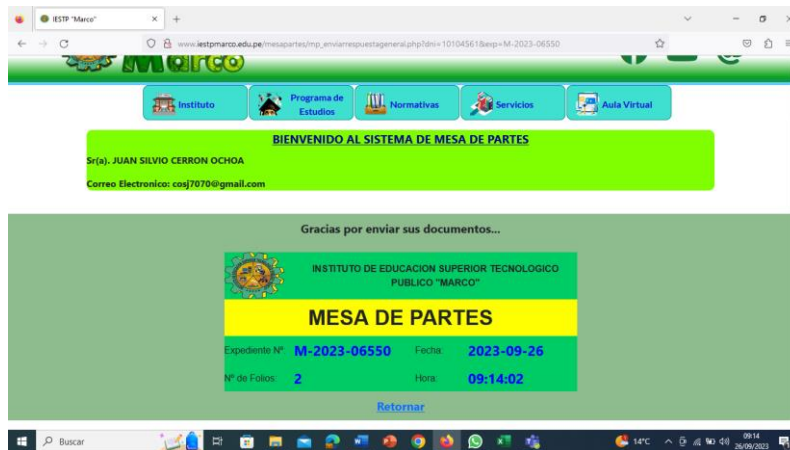 IESTP "Marco"
www.iestpmarco.edu.pe/mesapartes/mp_enviarrespuestageneral.php?dni=10104561&exp=M-2023-06550
Marco
Instituto
Programa de
Estudios
Normativas
Servicios
Aula Virtual
BIENVENIDO AL SISTEMA DE MESA DE PARTES
Sr(a). JUAN SILVIO CERRON OCHOA
Correo Electronico: cosj7070@gmail.com
Gracias por enviar sus documentos...
INSTITUTO DE EDUCACION SUPERIOR TECNOLOGICO
PUBLICO "MARCO"
MESA DE PARTES
Expediente Nº: M-2023-06550 Fecha: 2023-09-26
Nº de Folios: 2 Hora: 09:14:02
Retornar
Buscar
14°C
09:14
26/09/2023